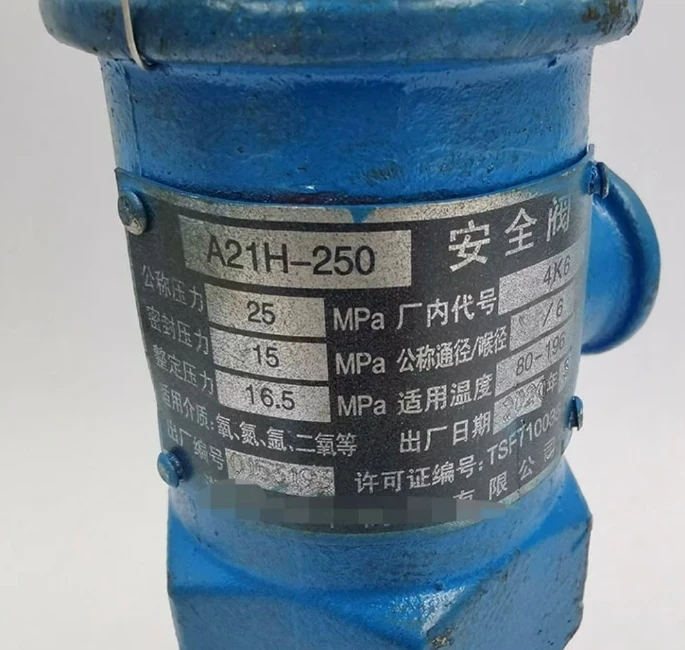 A21H-250 安全阀
公称压力 25 MPa 厂内代号 4K6
密封压力 15 MPa 公称通径/喉径 /6
整定压力 16.5 MPa 适用温度 80-196
适用介质:氧、氮、氩、二氧等 出厂日期
出厂编号 许可证编号:TSF71003
有限公司